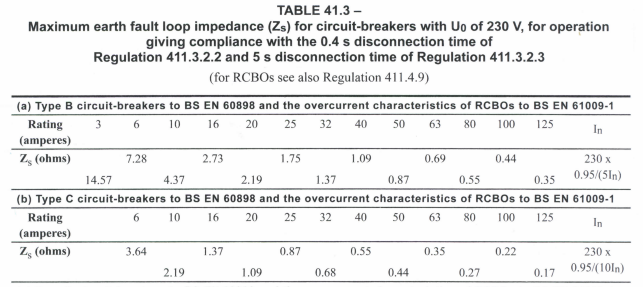 TABLE 41.3 –
Maximum earth fault loop impedance (Zs) for circuit-breakers with U0 of 230 V, for operation
giving compliance with the 0.4 s disconnection time of
Regulation 411.3.2.2 and 5 s disconnection time of Regulation 411.3.2.3
(for RCBOs see also Regulation 411.4.9)
(a) Type B circuit-breakers to BS EN 60898 and the overcurrent characteristics of RCBOs to BS EN 61009-1
Rating 3 6 10 16 20 25 32 40 50 63 80 100 125 In
(amperes)
Zs (ohms) 7.28 2.73 1.75 1.09 0.69 0.44 230 x
14.57 4.37 2.19 1.37 0.87 0.55 0.35 0.95/(5In)
(b) Type C circuit-breakers to BS EN 60898 and the overcurrent characteristics of RCBOs to BS EN 61009-1
Rating 6 10 16 20 25 32 40 50 63 80 100 125 In
(amperes)
Zs (ohms) 3.64 1.37 0.87 0.55 0.35 0.22 230 x
2.19 1.09 0.68 0.44 0.27 0.17 0.95/(10In)